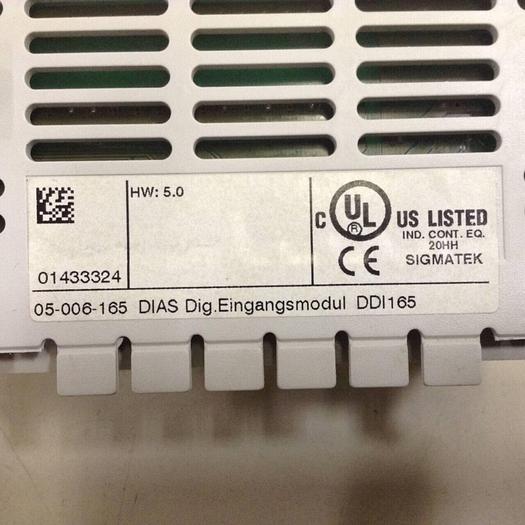 HW: 5.0
01433324
C UL ® US LISTED
IND. CONT. EQ.
20HH
CE SIGMATEK
05-006-165 DIAS Dig.Eingangsmodul DDI165